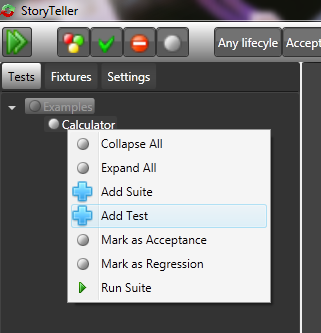 StoryTeller
Any lifecyle Accept
Tests Fixtures Settings
Examples
Calculator
Collapse All
Expand All
Add Suite
Add Test
Mark as Acceptance
Mark as Regression
Run Suite